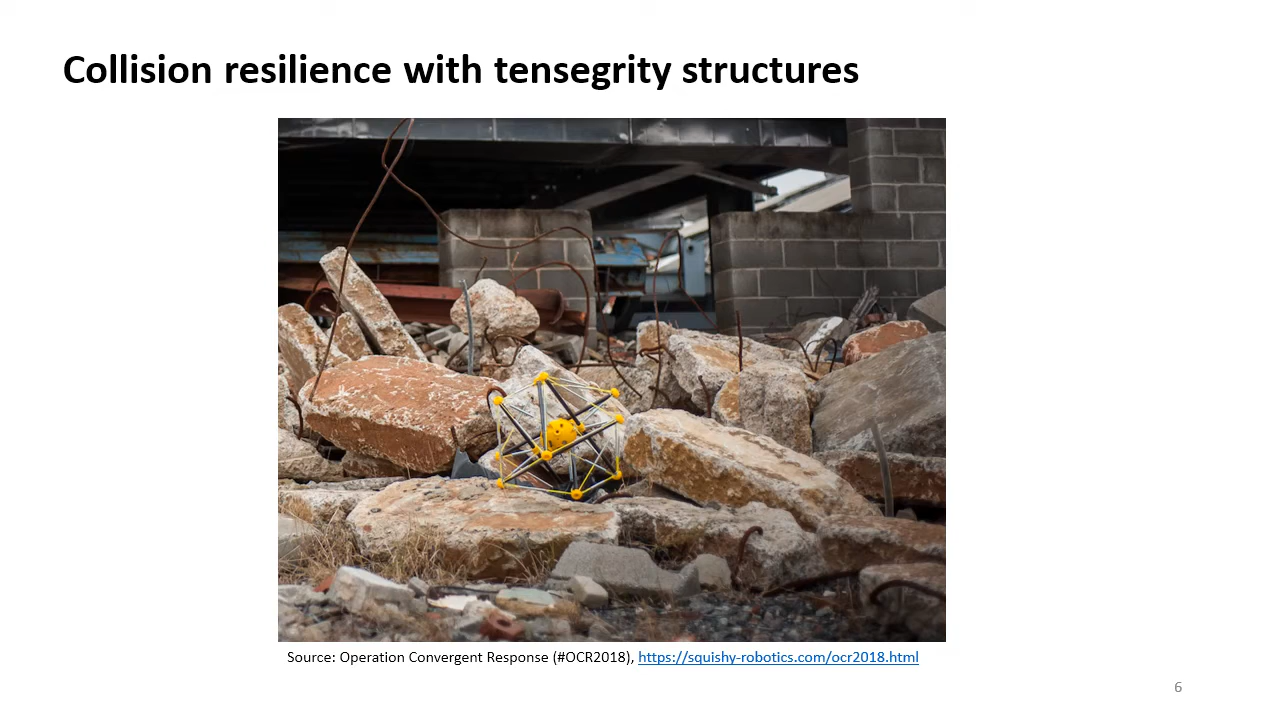 Collision resilience with tensegrity structures
Source: Operation Convergent Response (#OCR2018), https://squishy-robotics.com/ocr2018.html
6